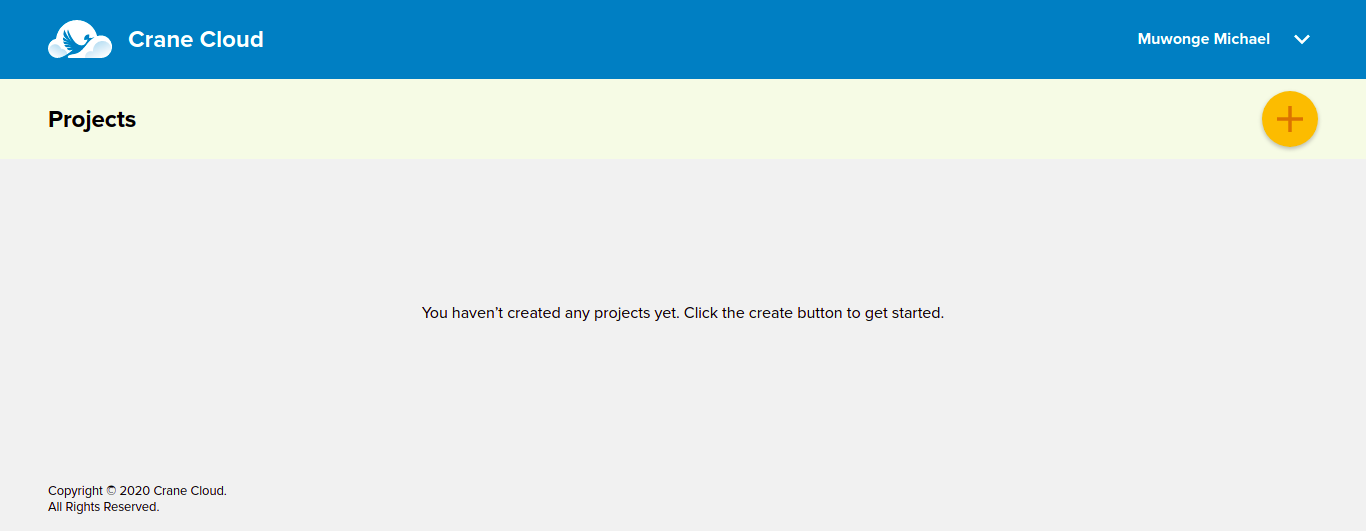 Crane Cloud
Muwonge Michael
Projects
You haven’t created any projects yet. Click the create button to get started.
Copyright © 2020 Crane Cloud.
All Rights Reserved.